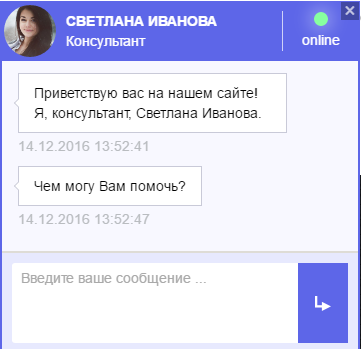 СВЕТЛАНА ИВАНОВА
Консультант
online
Приветствую вас на нашем сайте!
Я, консультант, Светлана Иванова.
14.12.2016 13:52:41
Чем могу Вам помочь?
14.12.2016 13:52:47
Введите ваше сообщение ...